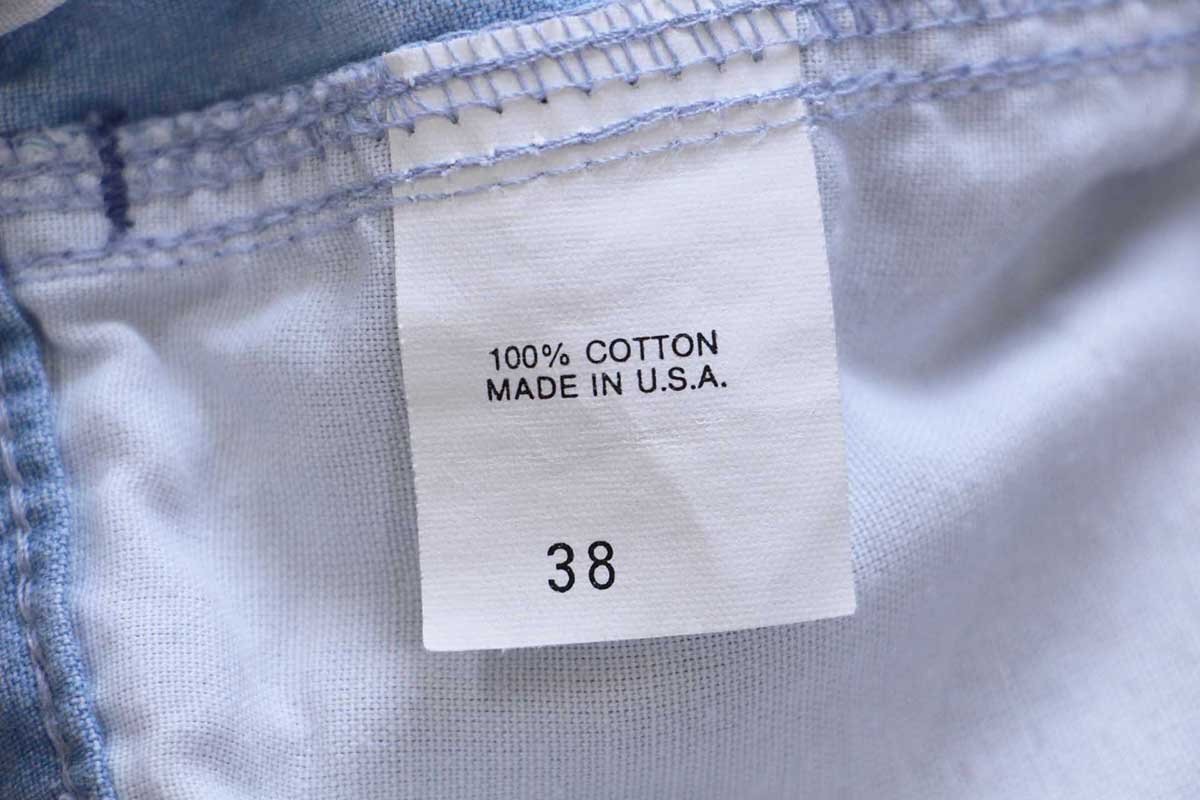 100% COTTON
MADE IN U.S.A.
38